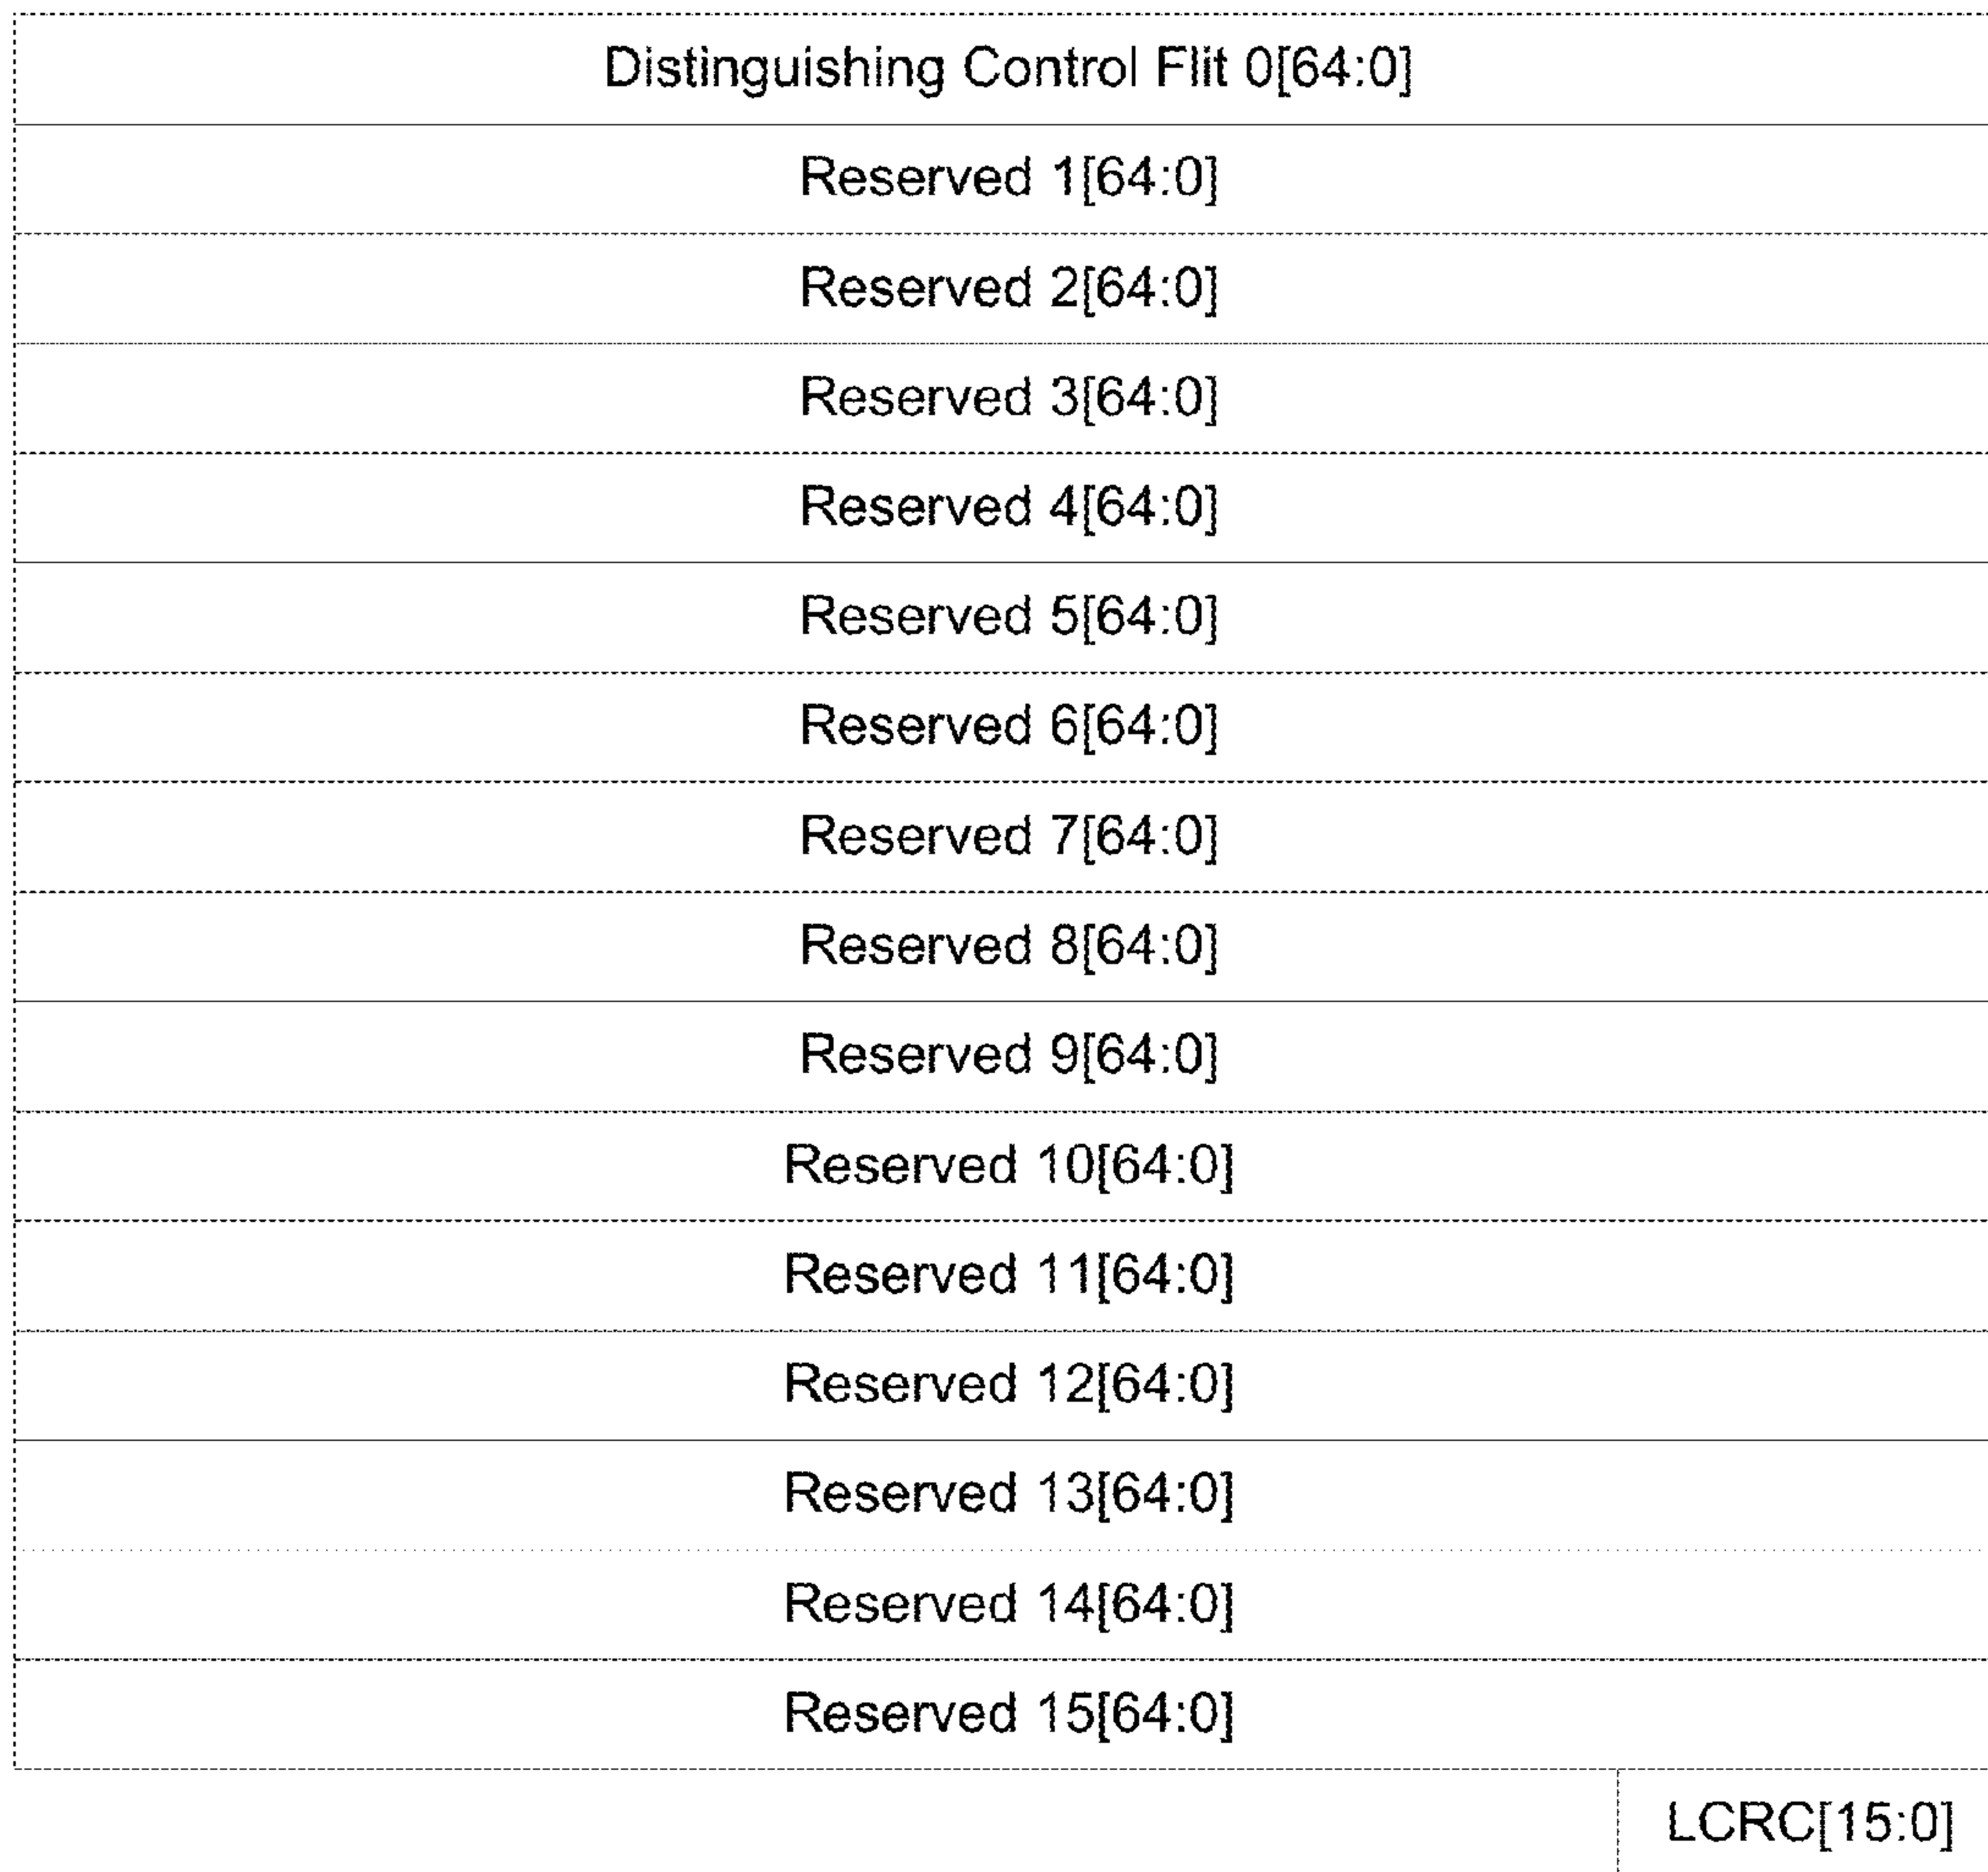 Distinguishing Control Flit 0[64:0]
Reserved 1[64:0]
Reserved 2[64:0]
Reserved 3[64:0]
Reserved 4[64:0]
Reserved 5[64:0]
Reserved 6[64:0]
Reserved 7[64:0]
Reserved 8[64:0]
Reserved 9[64:0]
Reserved 10[64:0]
Reserved 11[64:0]
Reserved 12[64:0]
Reserved 13[64:0]
Reserved 14[64:0]
Reserved 15[64:0]
LCRC[15:0]